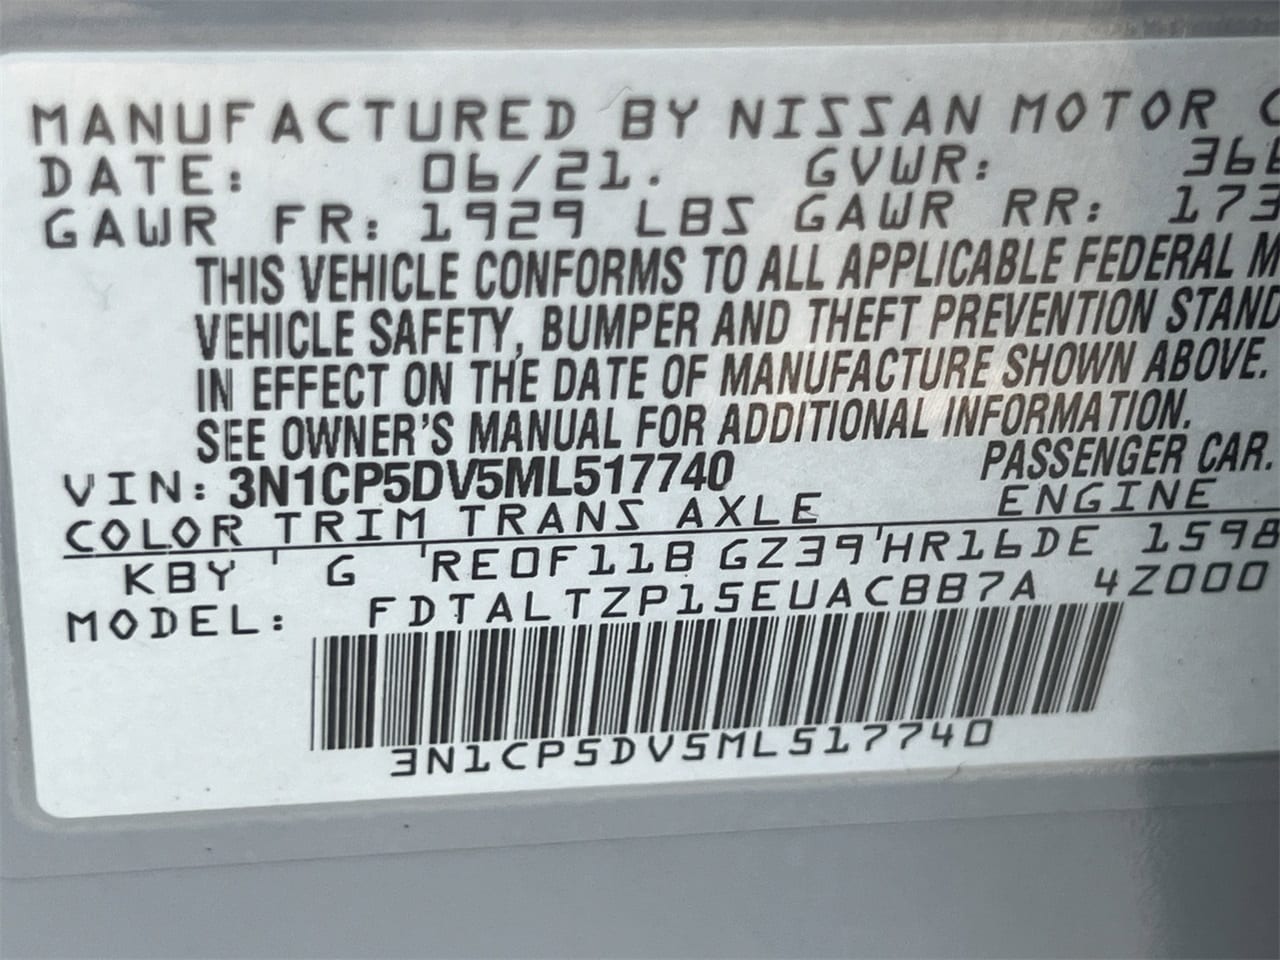 MANUFACTURED BY NISSAN MOTOR
DATE: 06/21. GVWR:
GAWR FR: 1929 LBS GAWR RR:
THIS VEHICLE CONFORMS TO ALL APPLICABLE FEDERAL
VEHICLE SAFETY, BUMPER AND THEFT PREVENTION
IN EFFECT ON THE DATE OF MANUFACTURE SHOWN ABOVE.
SEE OWNER'S MANUAL FOR ADDITIONAL INFORMATION.
VIN: 3N1CP5DV5ML517740 PASSENGER CAR.
COLOR TRIM TRANS AXLE ENGINE
KBY ' G 'RE0F11B GZ39'HR16DE 1598
MODEL: FDTALTZP15EUACBB7A 4Z000
3N1CP5DV5ML517740